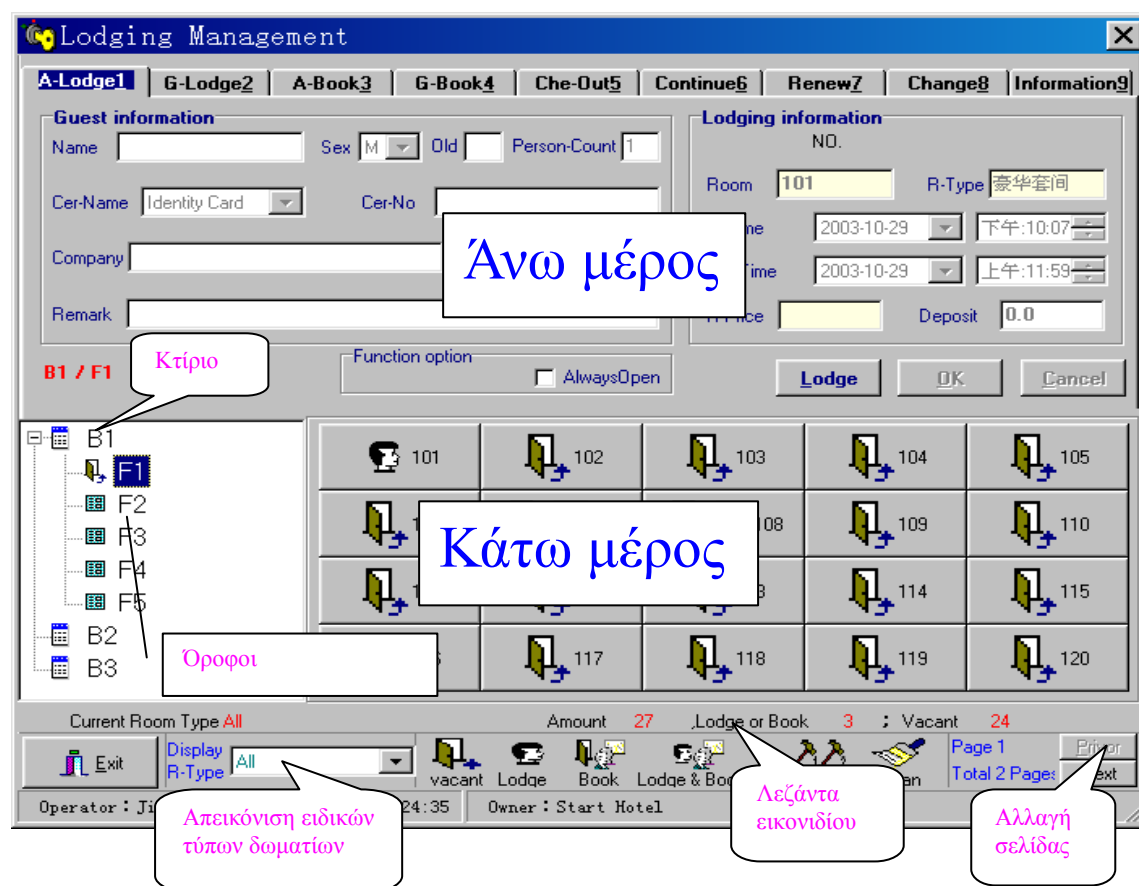 Lodging Management
A-Lodge1 G-Lodge2 A-Book3 G-Book4 Che-Out5 Continue6 Renew7 Change8 Information9
Guest information
Name Sex M Old Person-Count 1
Cer-Name Identity Card Cer-No
Company
Remark
Lodging information
NO.
Room 101 R-Type 豪华套间
2003-10-29 下午:10:07
2003-10-29 上午:11:59
Deposit 0.0
Άνω μέρος
Κτίριο
B1 / F1
Function option
AlwaysOpen
Lodge OK Cancel
B1
F1
F2
F3
F4
F5
B2
B3
Όροφοι
101 102 103 104 105
109 110
114 115
117 118 119 120
Κάτω μέρος
Current Room Type All Amount 27 ,Lodge or Book 3 ; Vacant 24
Exit
Display
R-Type All
vacant Lodge Book
Page 1
Total 2 Pages
Operator：
24:35
Owner：Start Hotel
Απεικόνιση ειδικών
τύπων δωματίων
Λεζάντα
εικονιδίου
Αλλαγή
σελίδας